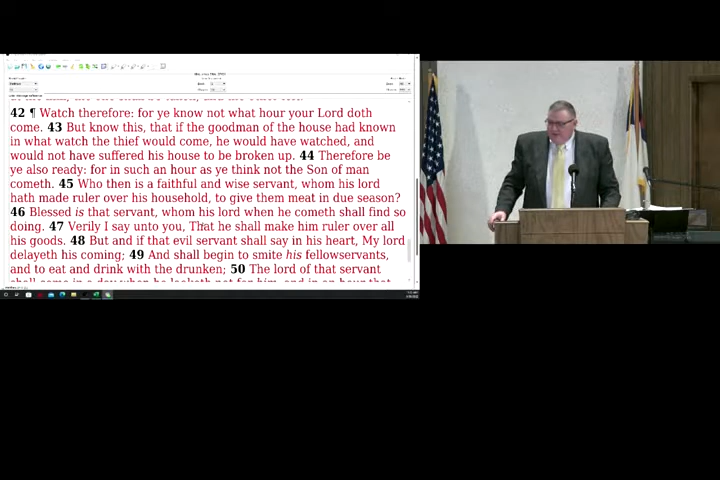 42 ¶ Watch therefore: for ye know not what hour your Lord doth
come. 43 But know this, that if the goodman of the house had known
in what watch the thief would come, he would have watched, and
would not have suffered his house to be broken up. 44 Therefore be
ye also ready: for in such an hour as ye think not the Son of man
cometh. 45 Who then is a faithful and wise servant, whom his lord
hath made ruler over his household, to give them meat in due season?
46 Blessed is that servant, whom his lord when he cometh shall find so
doing. 47 Verily I say unto you, That he shall make him ruler over all
his goods. 48 But and if that evil servant shall say in his heart, My lord
delayeth his coming; 49 And shall begin to smite his fellowservants,
and to eat and drink with the drunken; 50 The lord of that servant